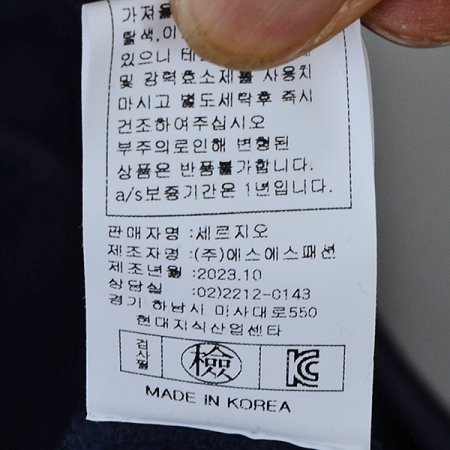 가져올
탈색,이
있으니
및 강력효소제를 사용치
마시고 별도세탁후 즉시
건조하여주십시오
부주의로인해 변형된
상품은 반품불가합니다.
a/s보증기간은 1년입니다.
판매자명 : 세르지오
제조자명 : (주)에스에스패션
제조년월 : 2023.10
상담실 : 02)2212-0143
경기 하남시 미사대로550
현대지식산업센타
검사필 檢 KC
MADE iN KOREA